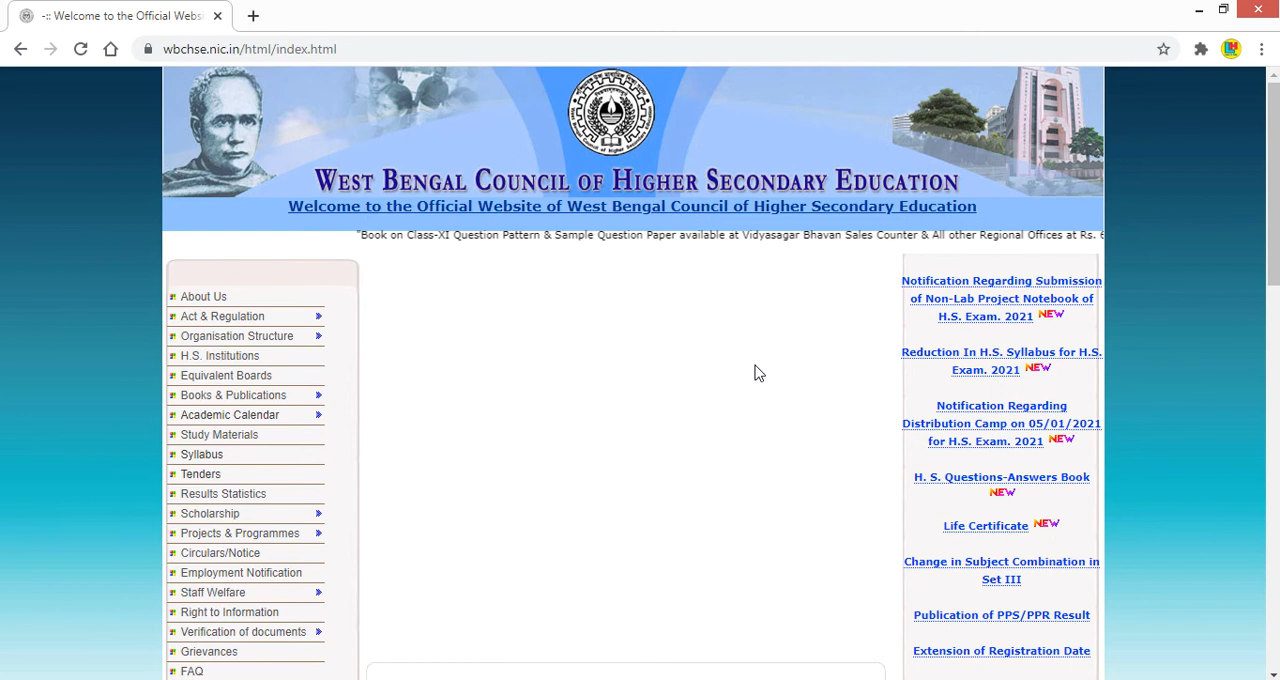 -:: Welcome to the Official Webs
wbchse.nic.in/html/index.html
WEST BENGAL COUNCIL OF HIGHER SECONDARY EDUCATION
Welcome to the Official Website of West Bengal Council of Higher Secondary Education
"Book on Class-XI Question Pattern & Sample Question Paper available at Vidyasagar Bhavan Sales Counter & All other Regional Offices at Rs. 6
About Us
Act & Regulation
Organisation Structure
H.S. Institutions
Equivalent Boards
Books & Publications
Academic Calendar
Study Materials
Syllabus
Tenders
Results Statistics
Scholarship
Projects & Programmes
Circulars/Notice
Employment Notification
Staff Welfare
Right to Information
Verification of documents
Grievances
FAQ
Notification Regarding Submission
of Non-Lab Project Notebook of
H.S. Exam. 2021 NEW
Reduction In H.S. Syllabus for H.S.
Exam. 2021 NEW
Notification Regarding
Distribution Camp on 05/01/2021
for H.S. Exam. 2021 NEW
H. S. Questions-Answers Book
NEW
Life Certificate NEW
Change in Subject Combination in
Set III
Publication of PPS/PPR Result
Extension of Registration Date